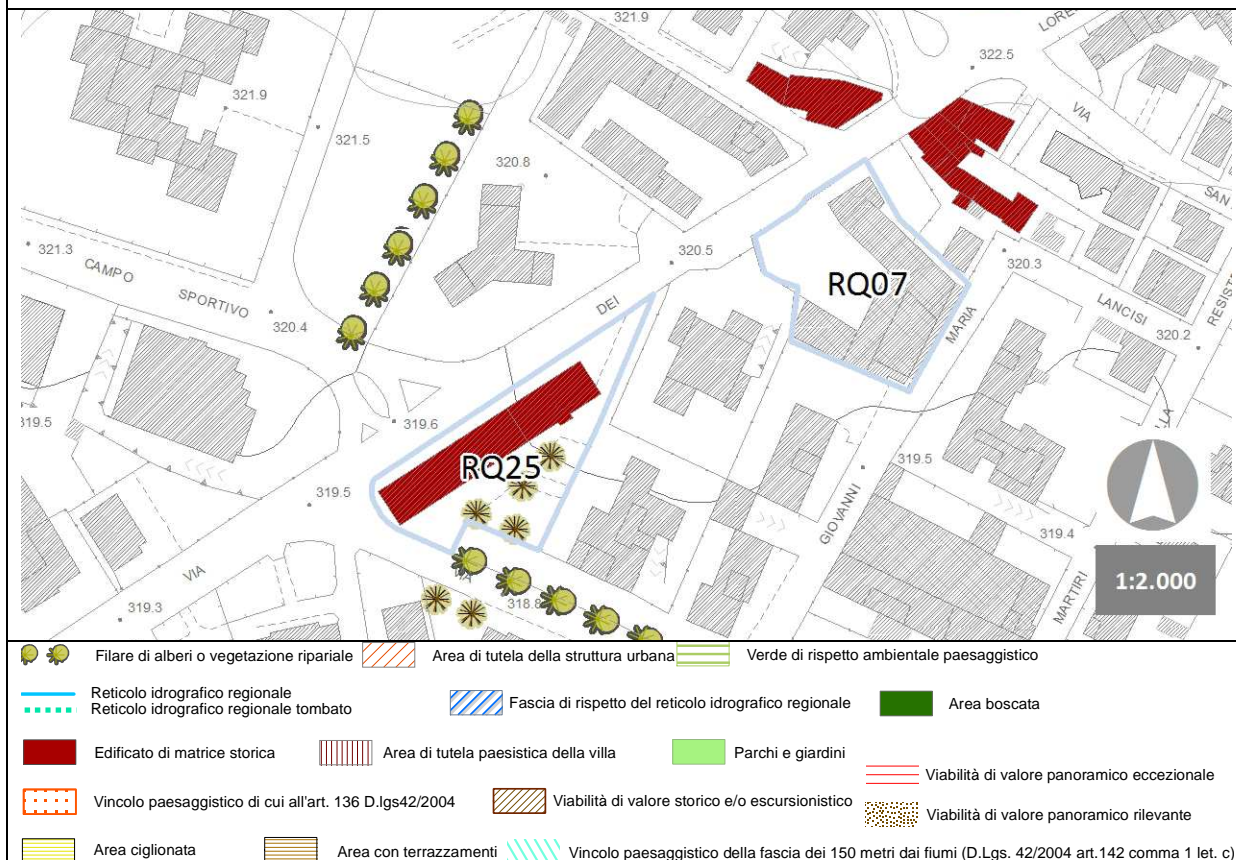 321.9
LORE
322.5
321.9
321.5
VIA
320.8
SAN
321.3
CAMPO
SPORTIVO
320.4
DEI
320.5
RQ07
320.3
MARIA
LANCISI
RESIST
320.2
319.5
319.6
RQ25
LLA
319.5
319.5
GIOVANNI
319.4
VIA
319.3
318.8
MARTIRI
1:2.000
Filare di alberi o vegetazione ripariale
Area di tutela della struttura urbana
Verde di rispetto ambientale paesaggistico
Reticolo idrografico regionale
Reticolo idrografico regionale tombato
Fascia di rispetto del reticolo idrografico regionale
Area boscata
Edificato di matrice storica
Area di tutela paesistica della villa
Parchi e giardini
Viabilità di valore panoramico eccezionale
Vincolo paesaggistico di cui all'art. 136 D.lgs42/2004
Viabilità di valore storico e/o escursionistico
Viabilità di valore panoramico rilevante
Area ciglionata
Area con terrazzamenti
Vincolo paesaggistico della fascia dei 150 metri dai fiumi (D.Lgs. 42/2004 art.142 comma 1 let. c)